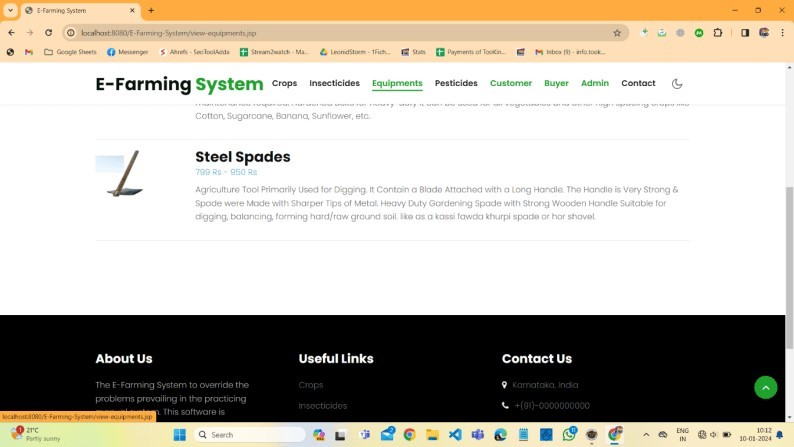 E-Farming System
localhost:8080/E-Farming-System/view-equipments.jsp
Google Sheets Messenger Ahrefs - SeoToolAdda Stream2watch - Ma... LeonidStorm - 1Fich... Stats Payments of TooKin... Inbox (9) - info.took...
E-Farming System Crops Insecticides Equipments Pesticides Customer Buyer Admin Contact
Cotton, Sugarcane, Banana, Sunflower, etc.
Steel Spades
799 Rs - 950 Rs
Agriculture Tool Primarily Used for Digging. It Contain a Blade Attached with a Long Handle. The Handle is Very Strong &
Spade were Made with Sharper Tips of Metal. Heavy Duty Gardening Spade with Strong Wooden Handle Suitable for
digging, balancing, forming hard/raw ground soil. like as a kassi fawda khurpi spade or hor shovel.
About Us Useful Links Contact Us
The E-Farming System to override the Crops Karnataka, India
problems prevailing in the practicing
Insecticides +(91)-0000000000
localhost:8080/E-Farming-System/view-equipments.jsp
21°C
Partly sunny
Search
ENG
IN
10:12
10-01-2024